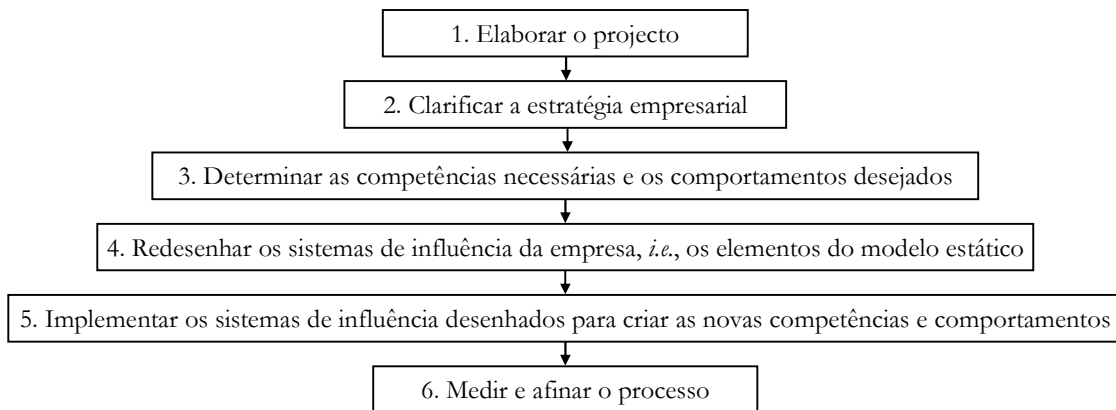 1. Elaborar o projecto
2. Clarificar a estratégia empresarial
3. Determinar as competências necessárias e os comportamentos desejados
4. Redesenhar os sistemas de influência da empresa, i.e., os elementos do modelo estático
5. Implementar os sistemas de influência desenhados para criar as novas competências e comportamentos
6. Medir e afinar o processo